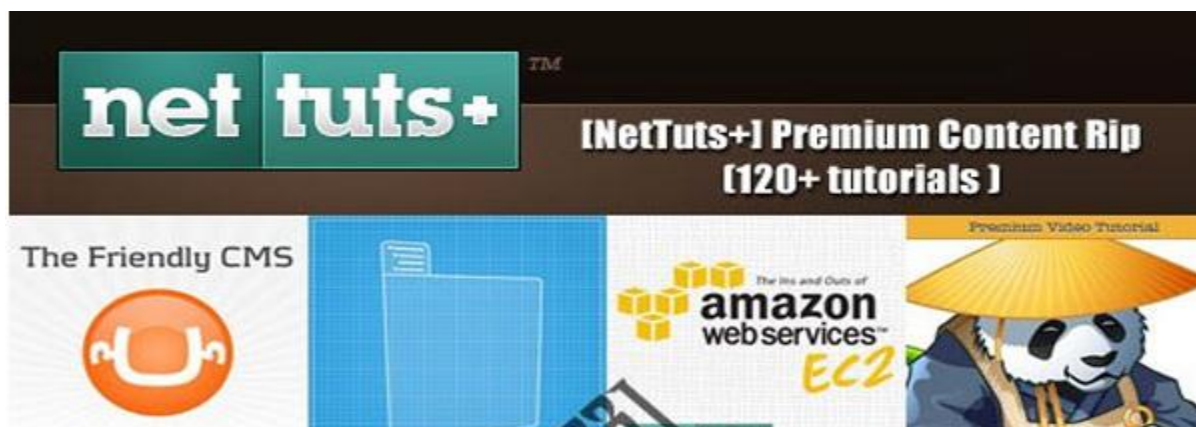 net tuts+ TM
[NetTuts+] Premium Content Rip
(120+ tutorials )
The Friendly CMS
The Ins and Outs of
amazon
web services™
EC2
Premium Video Tutorial